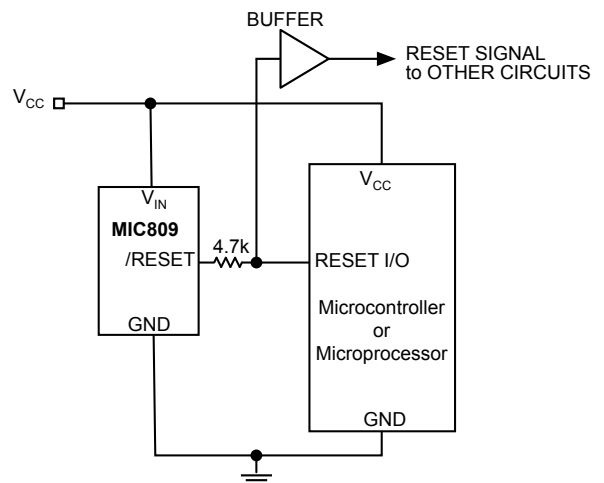 BUFFER
RESET SIGNAL
to OTHER CIRCUITS
VCC
VIN
VCC
MIC809
4.7k
/RESET
RESET I/O
Microcontroller
or
Microprocessor
GND
GND